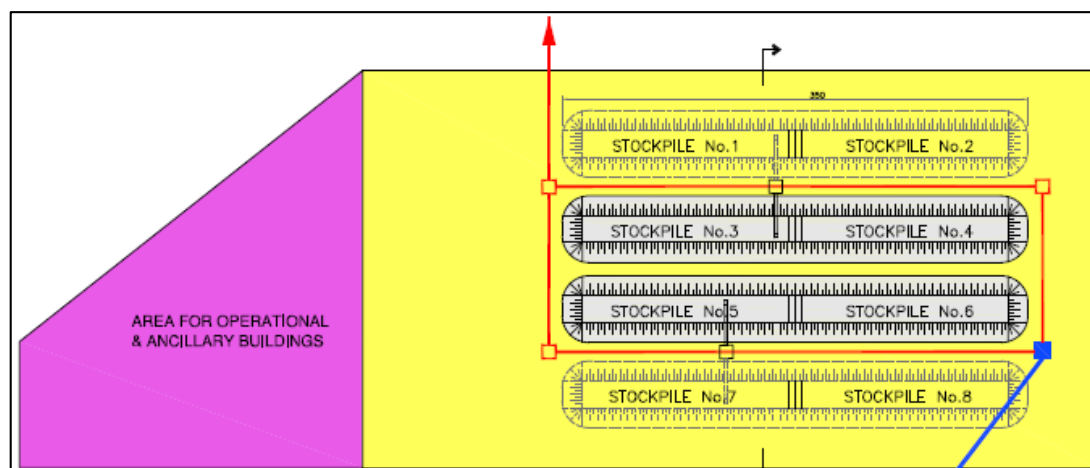 350
STOCKPILE No.1 STOCKPILE No.2
STOCKPILE No.3 STOCKPILE No.4
STOCKPILE No.5 STOCKPILE No.6
AREA FOR OPERATIONAL
& ANCILLARY BUILDINGS
STOCKPILE No.7 STOCKPILE No.8